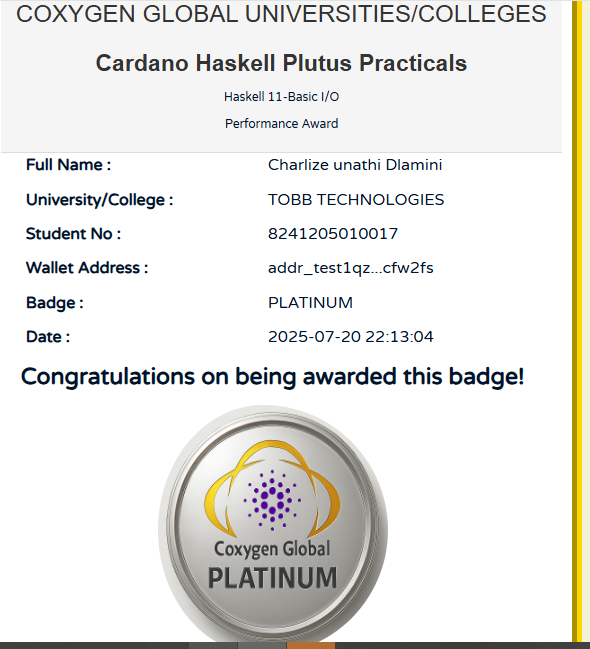 COXYGEN GLOBAL UNIVERSITIES/COLLEGES
Cardano Haskell Plutus Practicals
Haskell 11-Basic I/O
Performance Award
Full Name : Charlize unathi Dlamini
University/College : TOBB TECHNOLOGIES
Student No : 8241205010017
Wallet Address : addr_test1qz...cfw2fs
Badge : PLATINUM
Date : 2025-07-20 22:13:04
Congratulations on being awarded this badge!
Coxygen Global
PLATINUM